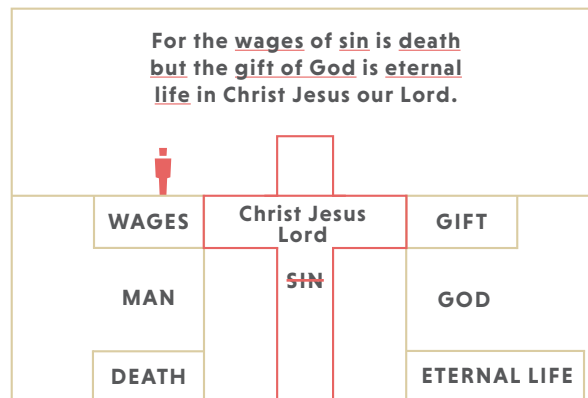 For the wages of sin is death
but the gift of God is eternal
life in Christ Jesus our Lord.
WAGES
Christ Jesus
Lord
GIFT
SIN
MAN
GOD
DEATH
ETERNAL LIFE